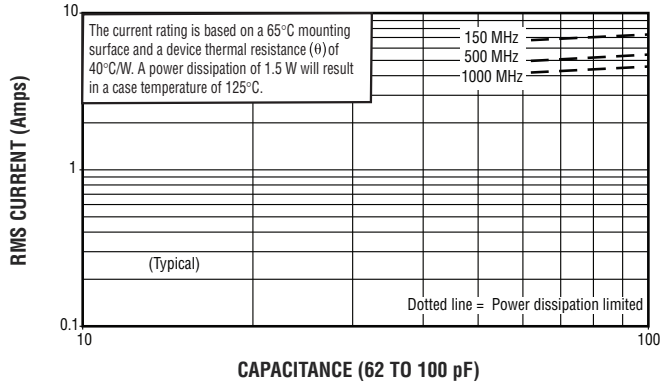 10
The current rating is based on a 65°C mounting
surface and a device thermal resistance (θ) of
40°C/W. A power dissipation of 1.5 W will result
in a case temperature of 125°C.
150 MHz
500 MHz
1000 MHz
RMS CURRENT (Amps)
1
(Typical)
Dotted line = Power dissipation limited
0.1
10
100
CAPACITANCE (62 TO 100 pF)